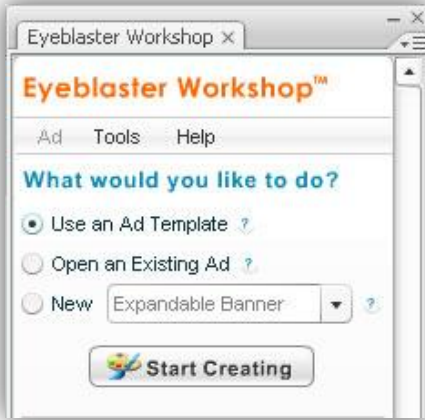 Eyeblaster Workshop ×
Eyeblaster Workshop™
Ad Tools Help
What would you like to do?
Use an Ad Template ?
Open an Existing Ad ?
New Expandable Banner ?
Start Creating